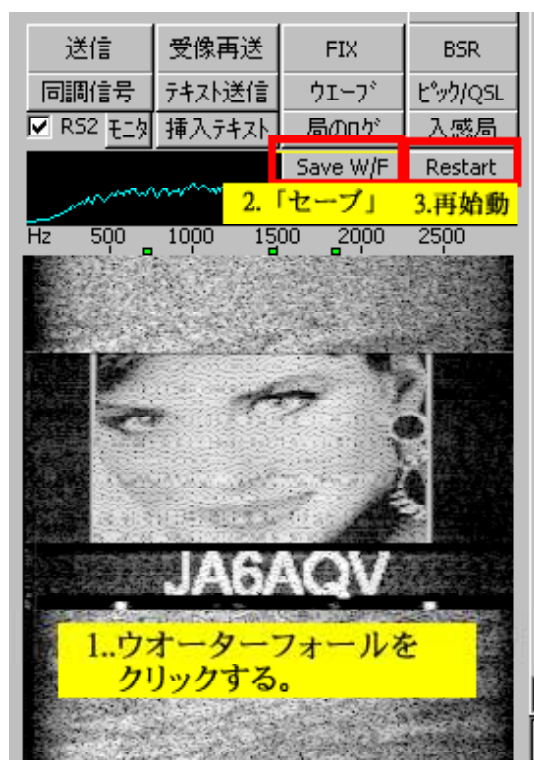 送信 受像再送 FIX BSR
同調信号 テキスト送信 ウエーブ ピック/QSL
RS2 モニタ 挿入テキスト 局のログ 入感局
Save W/F Restart
2.「セーブ」 3.再始動
Hz 500 1000 1500 2000 2500
JA6AQV
1..ウオーターフォールを
クリックする。